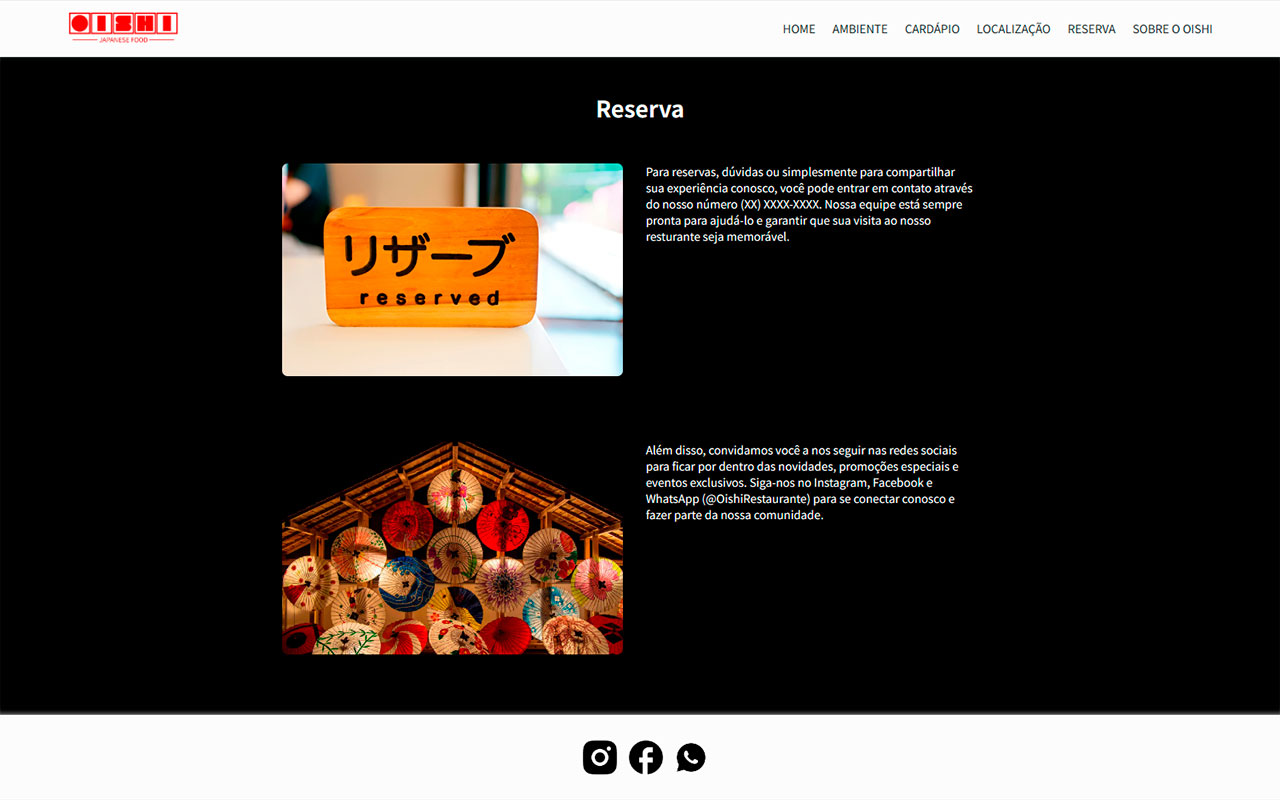 OISHI
JAPANESE FOOD
HOME AMBIENTE CARDÁPIO LOCALIZAÇÃO RESERVA SOBRE O OISHI
Reserva
リザーブ
reserved
Para reservas, dúvidas ou simplesmente para compartilhar
sua experiência conosco, você pode entrar em contato através
do nosso número (XX) XXXX-XXXX. Nossa equipe está sempre
pronta para ajudá-lo e garantir que sua visita ao nosso
resturante seja memorável.
Além disso, convidamos você a nos seguir nas redes sociais
para ficar por dentro das novidades, promoções especiais e
eventos exclusivos. Siga-nos no Instagram, Facebook e
WhatsApp (@OishiRestaurante) para se conectar conosco e
fazer parte da nossa comunidade.